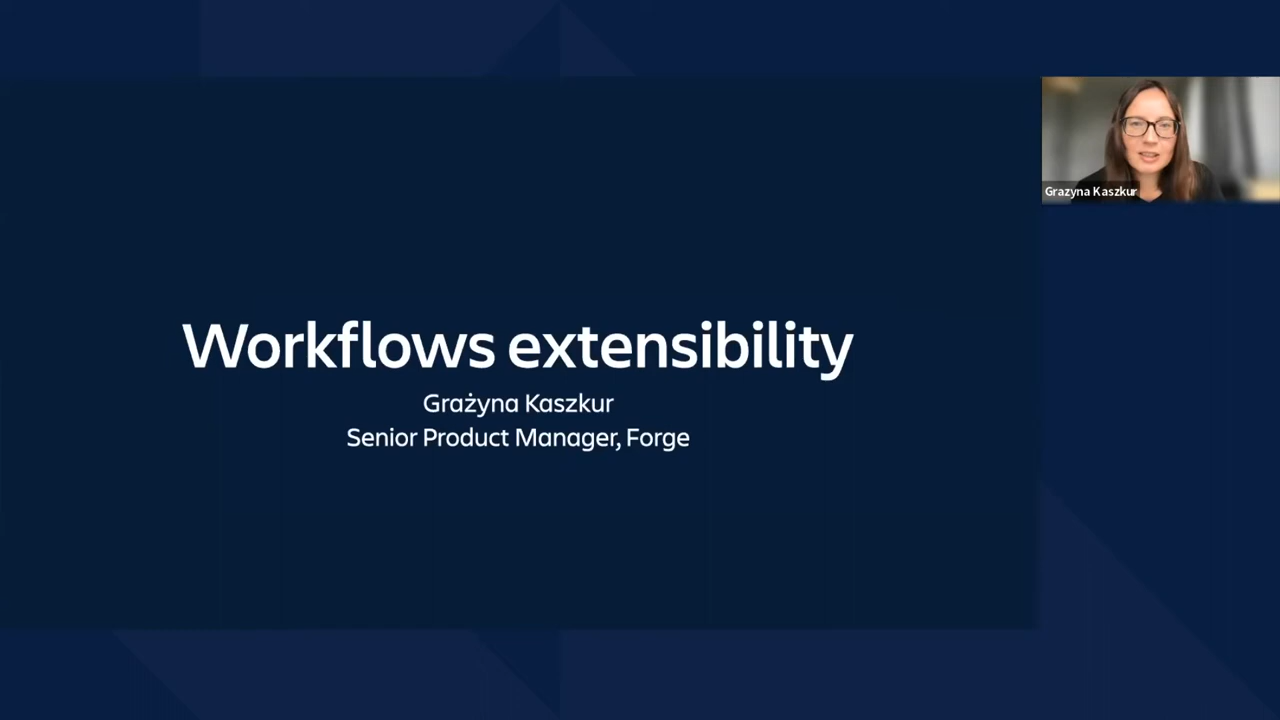 Workflows extensibility
Grażyna Kaszkur
Senior Product Manager, Forge
Grazyna Kaszkur